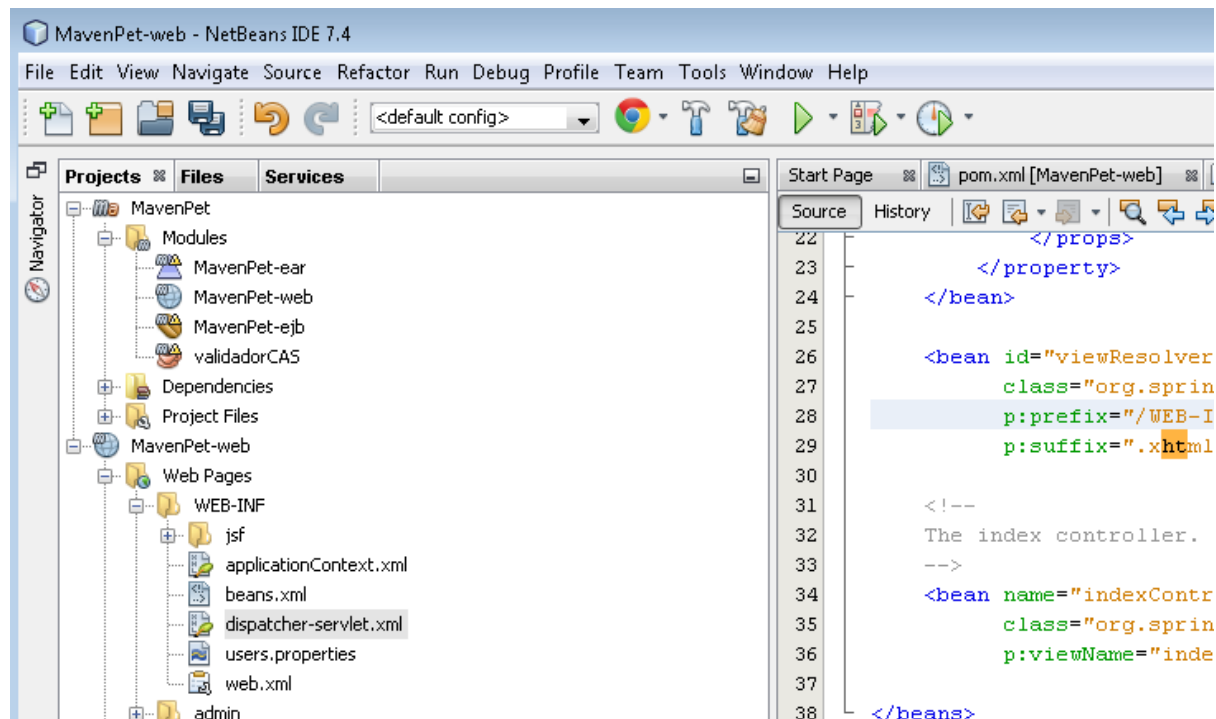 MavenPet-web - NetBeans IDE 7.4
File Edit View Navigate Source Refactor Run Debug Profile Team Tools Window Help
<default config>
Navigator
Projects Files Services
MavenPet
Modules
MavenPet-ear
MavenPet-web
MavenPet-ejb
validadorCAS
Dependencies
Project Files
MavenPet-web
Web Pages
WEB-INF
jsf
applicationContext.xml
beans.xml
dispatcher-servlet.xml
users.properties
web.xml
admin
Start Page pom.xml [MavenPet-web]
Source History
22 </props>
23 </property>
24 </bean>
25
26 <bean id="viewResolver
27 class="org.sprin
28 p:prefix="/WEB-I
29 p:suffix=".xhtml
30
31 <!--
32 The index controller.
33 -->
34 <bean name="indexContr
35 class="org.sprin
36 p:viewName="inde
37
38 </beans>